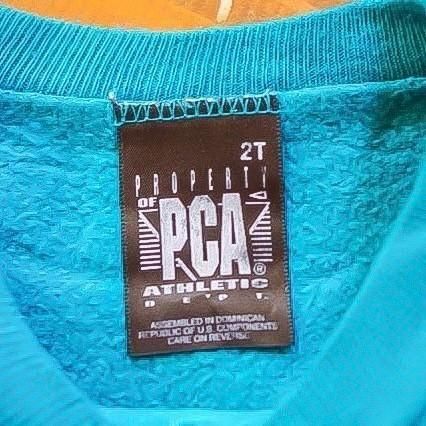 2T
PROPERTY
OF
PCA®
ATHLETIC
DEPT.
ASSEMBLED IN DOMINICAN
REPUBLIC OF U.S. COMPONENTS
CARE ON REVERSE